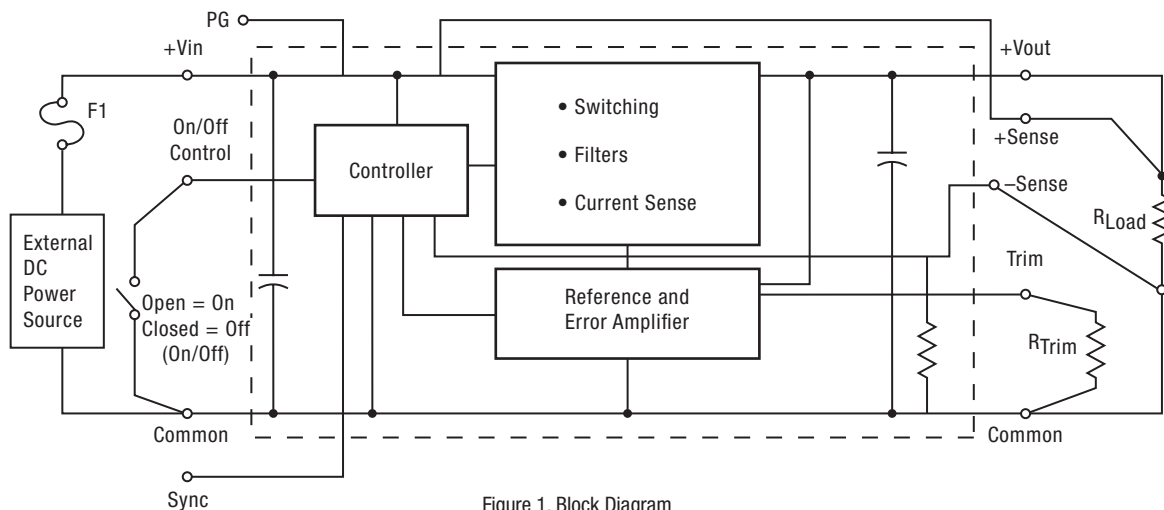 PG
+Vin
+Vout
F1
On/Off
Control
Controller
• Switching
• Filters
• Current Sense
+Sense
–Sense
RLoad
External
DC
Power
Source
Open = On
Closed = Off
(On/Off)
Reference and
Error Amplifier
Trim
RTrim
Common
Common
Sync
Figure 1. Block Diagram